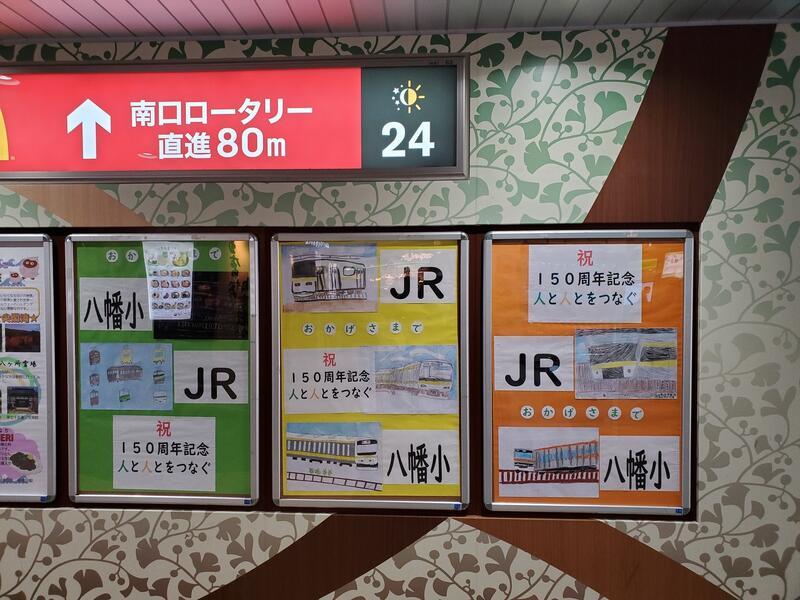 南口ロータリー
直進80m
24
おか
で
八幡小
JR
祝
150周年記念
人と人とをつなぐ
JR
おかげさまで
祝
150周年記念
人と人とをつなぐ
八幡小
祝
150周年記念
人と人とをつなぐ
JR
おかげさまで
八幡小